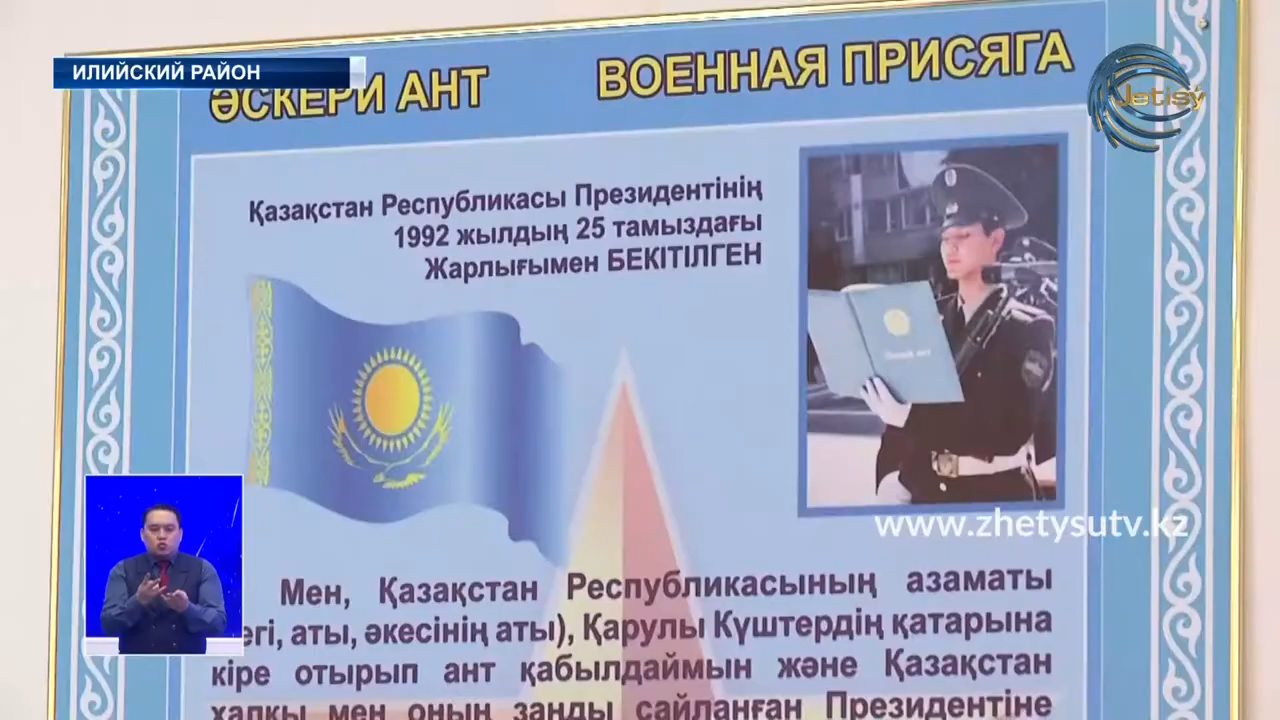 ИЛИЙСКИЙ РАЙОН
ӘСКЕРИ АНТ
ВОЕННАЯ ПРИСЯГА
Jetisý
Қазақстан Республикасы Президентінің
1992 жылдың 25 тамыздағы
Жарлығымен БЕКІТІЛГЕН
www.zhetysutv.kz
Мен, Қазақстан Республикасының азаматы
аты, әкесінің аты), Қарулы Күштердің қатарына
кіре отырып ант қабылдаймын және Қазақстан
халқы мен оның заңды сайланған Президентіне